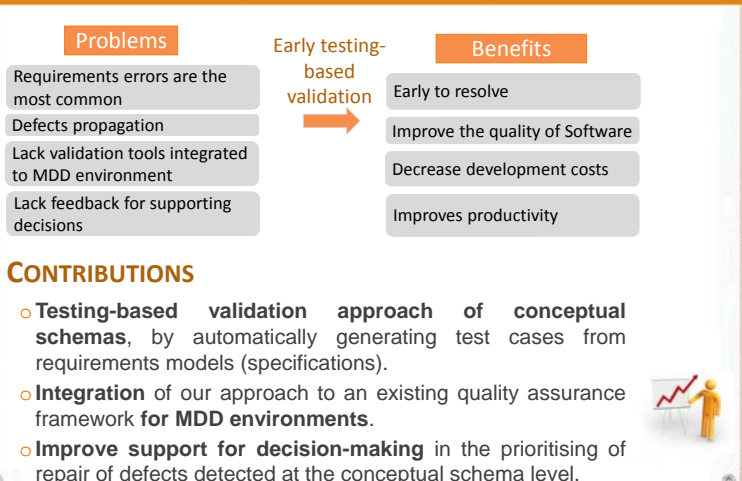 Problems
Requirements errors are the
most common
Defects propagation
Lack validation tools integrated
to MDD environment
Lack feedback for supporting
decisions
Early testing-
based
validation
Benefits
Early to resolve
Improve the quality of Software
Decrease development costs
Improves productivity
CONTRIBUTIONS
o Testing-based validation approach of conceptual
schemas, by automatically generating test cases from
requirements models (specifications).
o Integration of our approach to an existing quality assurance
framework for MDD environments.
o Improve support for decision-making in the prioritising of
repair of defects detected at the conceptual schema level.